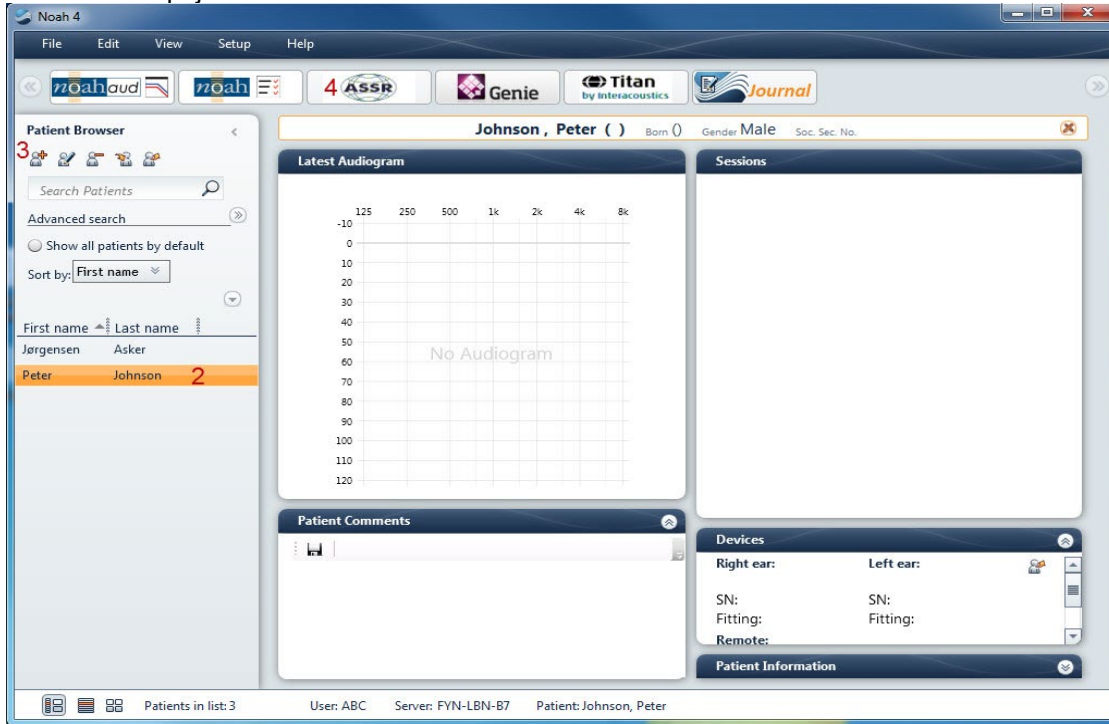 Noah 4
File Edit View Setup Help
noah aud noah 4 ASSR Genie Titan by Interacoustics Journal
Patient Browser
3
Search Patients
Advanced search
Show all patients by default
Sort by: First name
First name Last name
Jørgensen Asker
Peter Johnson 2
Johnson , Peter ( ) Born () Gender Male Soc. Sec. No.
Latest Audiogram
125 250 500 1k 2k 4k 8k
-10
0
10
20
30
40
50
No Audiogram
60
70
80
90
100
110
120
Patient Comments
Sessions
Devices
Right ear: Left ear:
SN: SN:
Fitting: Fitting:
Remote:
Patient Information
Patients in list: 3 User: ABC Server: FYN-LBN-B7 Patient: Johnson, Peter